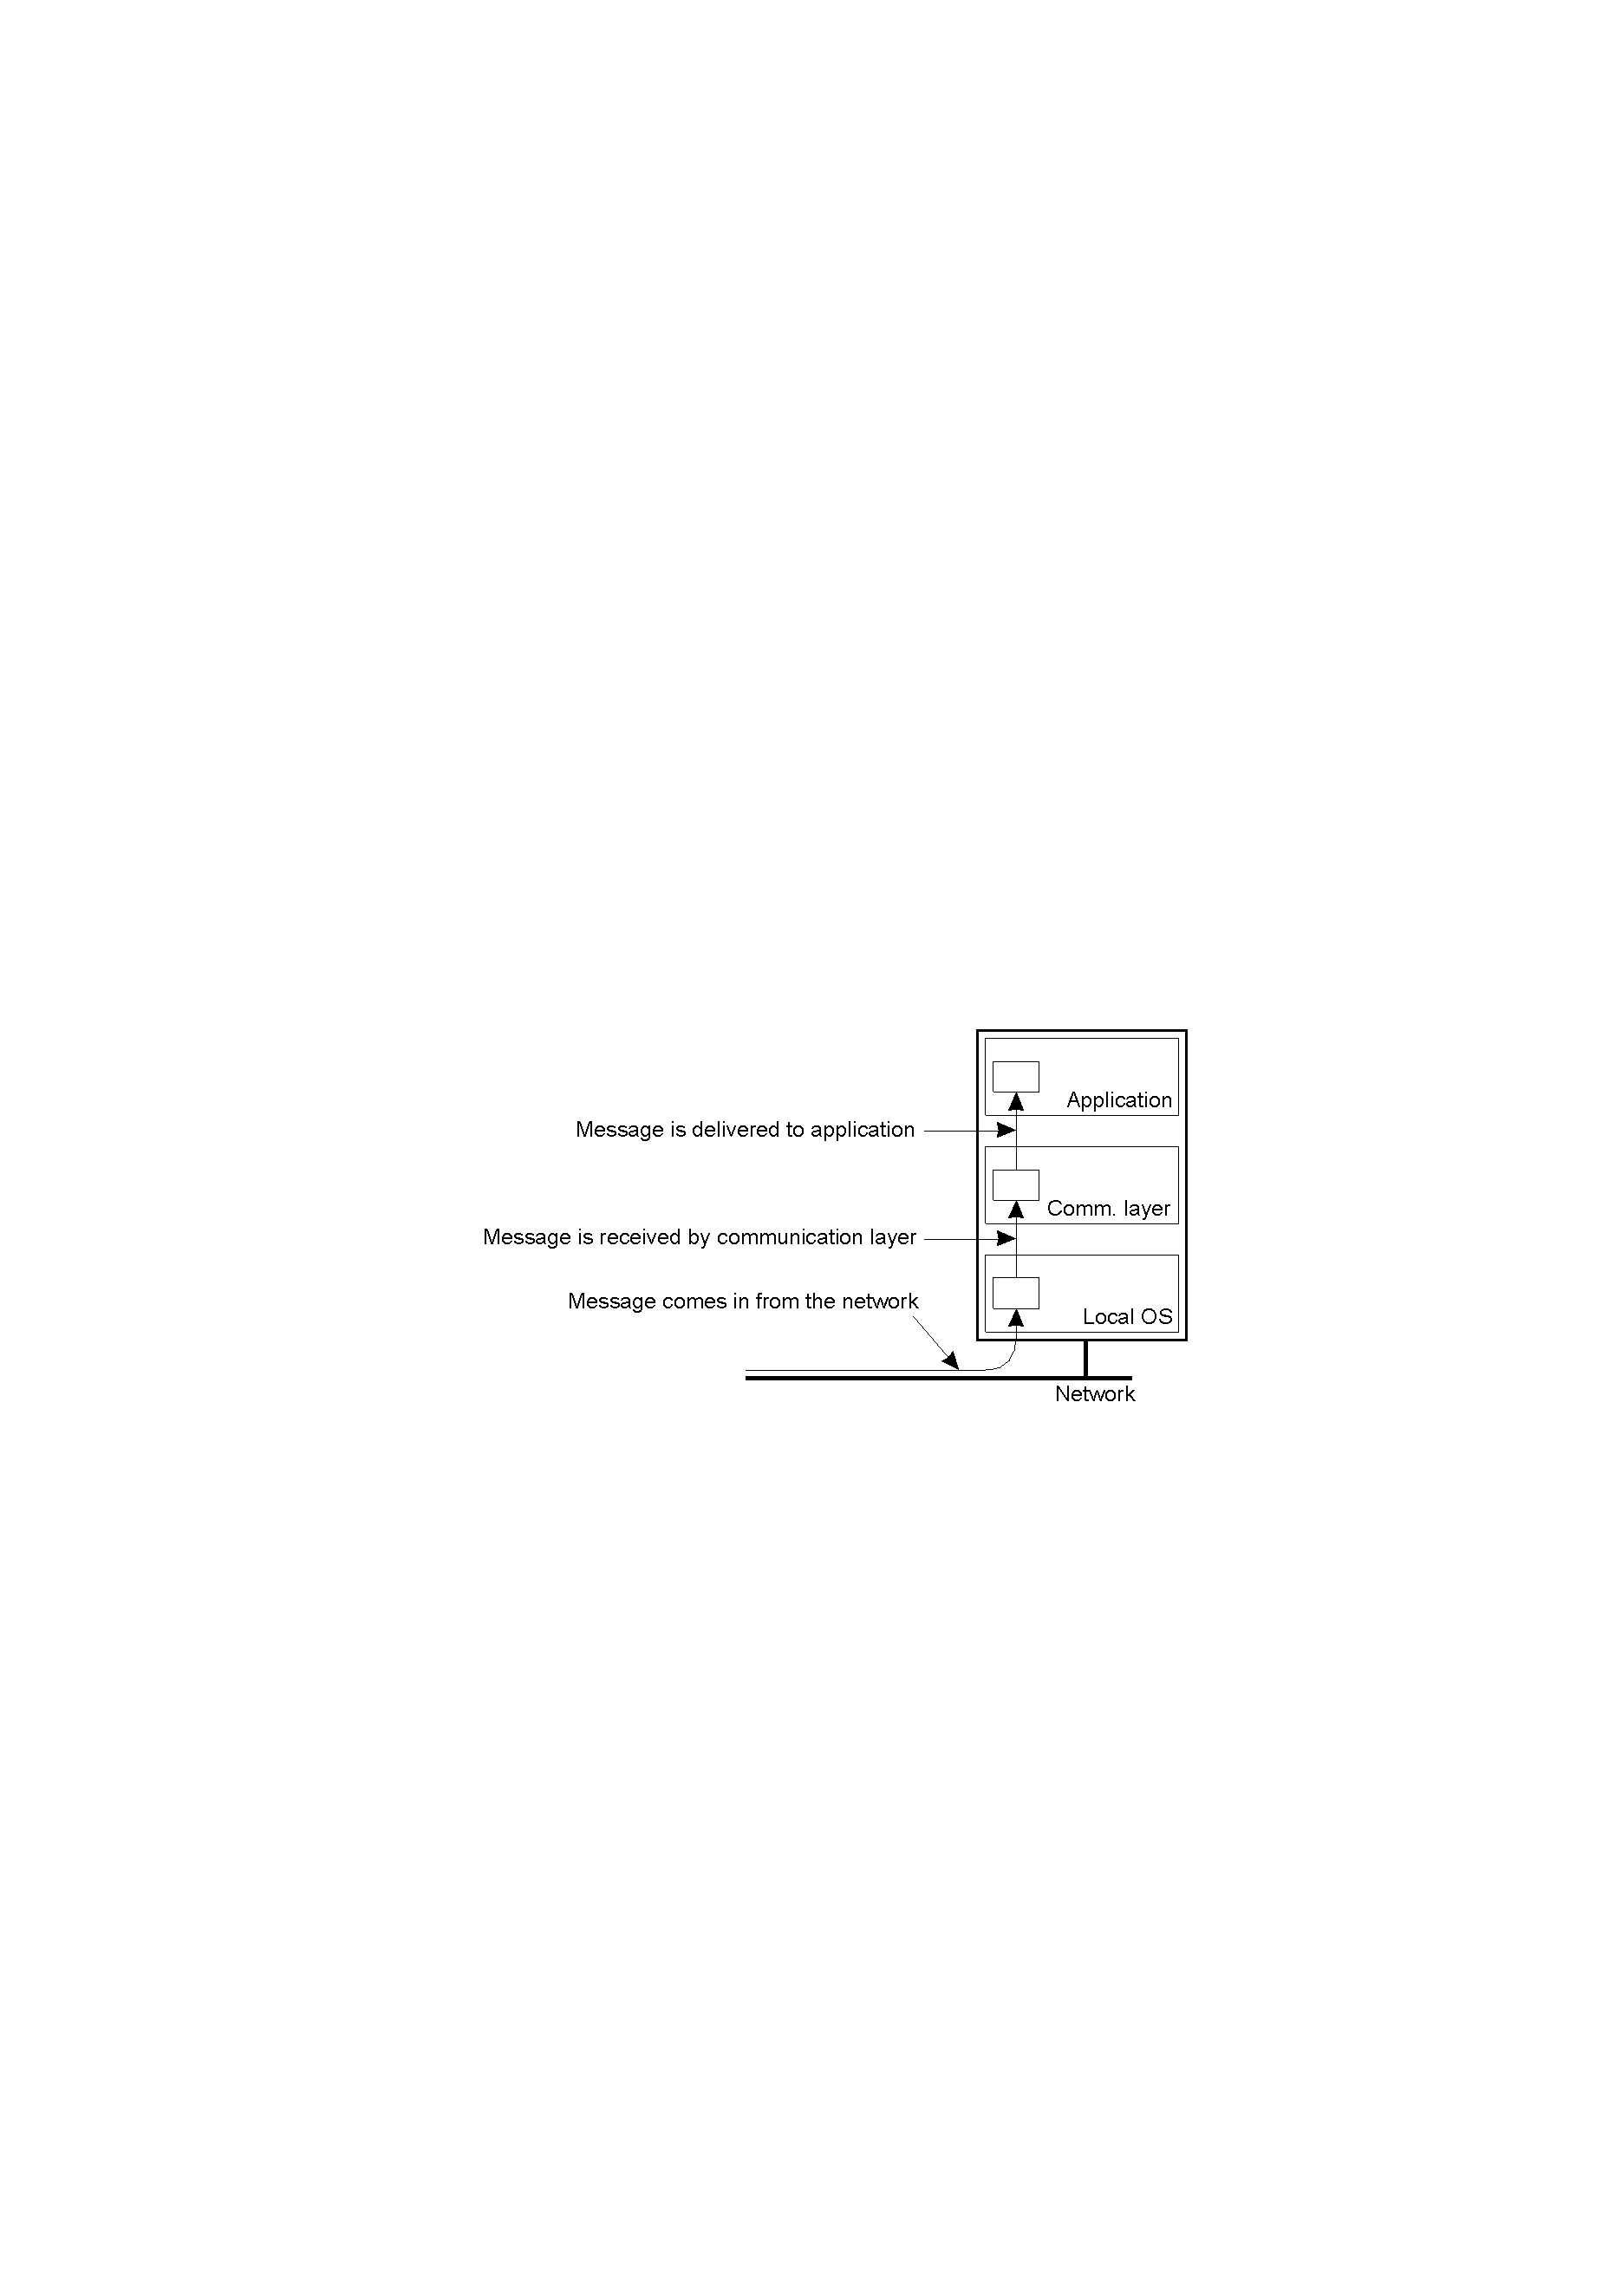 Application
Message is delivered to application
Comm. layer
Message is received by communication layer
Message comes in from the network
Local OS
Network